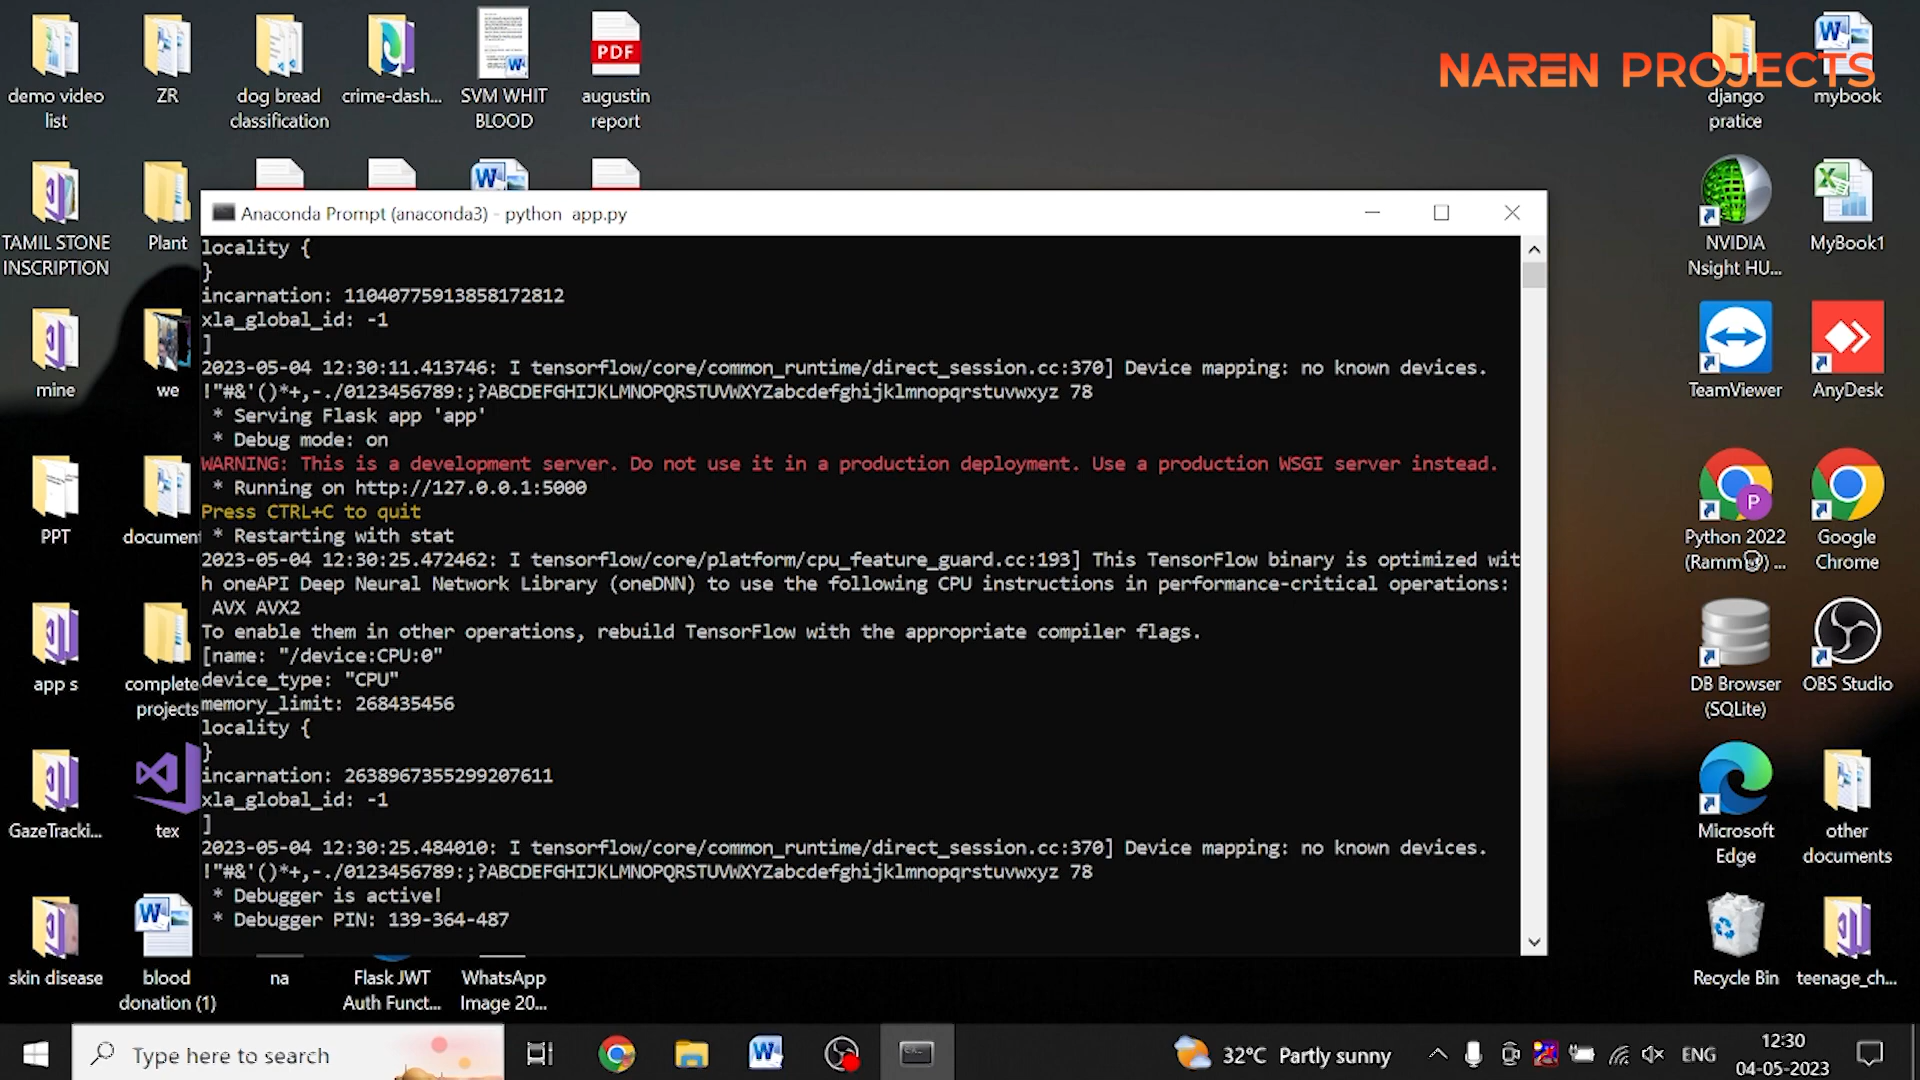 NAREN PROJECTS
demo video
list
ZR
dog bread
classification
crime-dash...
SVM WHIT
BLOOD
PDF
augustin
report
django
pratice
mybook
TAMIL STONE
INSCRIPTION
Plant
NVIDIA
Nsight HU...
MyBook1
mine
we
TeamViewer
AnyDesk
PPT
document
Python 2022
(Ramm...
Google
Chrome
app s
complete
projects
DB Browser
(SQLite)
OBS Studio
GazeTracki...
tex
Microsoft
Edge
other
documents
skin disease
blood
donation (1)
na
Flask JWT
Auth Funct...
WhatsApp
Image 20...
Recycle Bin
teenage_ch...
Anaconda Prompt (anaconda3) - python  app.py
locality {
}
incarnation: 11040775913858172812
xla_global_id: -1
]
2023-05-04 12:30:11.413746: I tensorflow/core/common_runtime/direct_session.cc:370] Device mapping: no known devices.
!"#&'()*+,-./0123456789:;?ABCDEFGHIJKLMNOPQRSTUVWXYZabcdefghijklmnopqrstuvwxyz 78
* Serving Flask app 'app'
* Debug mode: on
WARNING: This is a development server. Do not use it in a production deployment. Use a production WSGI server instead.
* Running on http://127.0.0.1:5000
Press CTRL+C to quit
* Restarting with stat
2023-05-04 12:30:25.472462: I tensorflow/core/platform/cpu_feature_guard.cc:193] This TensorFlow binary is optimized wit
h oneAPI Deep Neural Network Library (oneDNN) to use the following CPU instructions in performance-critical operations:
AVX AVX2
To enable them in other operations, rebuild TensorFlow with the appropriate compiler flags.
[name: "/device:CPU:0"
device_type: "CPU"
memory_limit: 268435456
locality {
}
incarnation: 2638967355299207611
xla_global_id: -1
]
2023-05-04 12:30:25.484010: I tensorflow/core/common_runtime/direct_session.cc:370] Device mapping: no known devices.
!"#&'()*+,-./0123456789:;?ABCDEFGHIJKLMNOPQRSTUVWXYZabcdefghijklmnopqrstuvwxyz 78
* Debugger is active!
* Debugger PIN: 139-364-487
Type here to search
32°C Partly sunny
ENG
12:30
04-05-2023